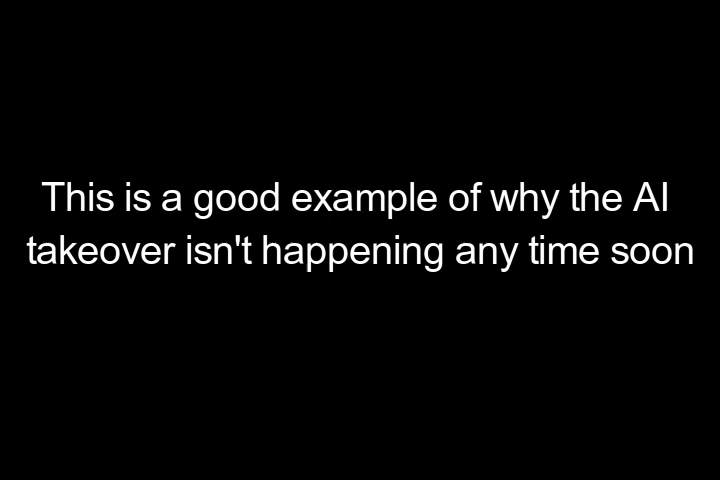 This is a good example of why the AI
takeover isn't happening any time soon